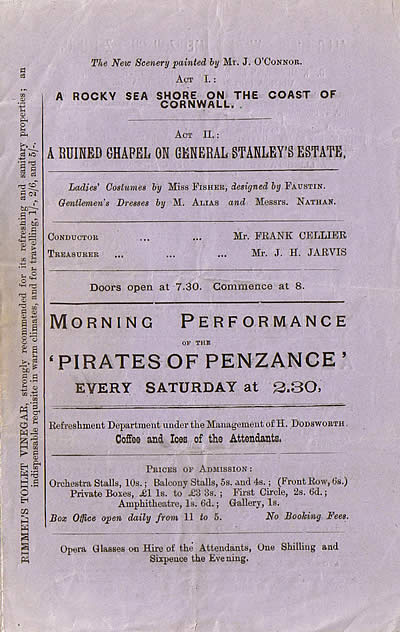 The New Scenery painted by Mr. J. O'Connor.
Act I.:
A ROCKY SEA SHORE ON THE COAST OF
CORNWALL.
Act II.:
A RUINED CHAPEL ON GENERAL STANLEY'S ESTATE,
Ladies' Costumes by Miss Fisher, designed by Faustin.
Gentlemen's Dresses by M. Alias and Messrs. Nathan.
Conductor ... ... Mr. FRANK CELLIER
Treasurer ... ... ... Mr. J. H. JARVIS
Doors open at 7.30. Commence at 8.
Morning Performance
OF THE
'PIRATES OF PENZANCE'
EVERY SATURDAY at 2.30,
Refreshment Department under the Management of H. Dodsworth.
Coffee and Ices of the Attendants.
Prices of Admission:
Orchestra Stalls, 10s.; Balcony Stalls, 5s. and 4s.; (Front Row, 6s.)
Private Boxes, £1 1s. to £3 3s.; First Circle, 2s. 6d.;
Amphitheatre, 1s. 6d.; Gallery, 1s.
Box Office open daily from 11 to 5. No Booking Fees.
Opera Glasses on Hire of the Attendants, One Shilling and
Sixpence the Evening.
RIMMEL'S TOILET VINEGAR, strongly recommended for its refreshing and sanitary properties; an
indispensable requisite in warm climates, and for travelling, 1/-, 2/6, and 5/-.